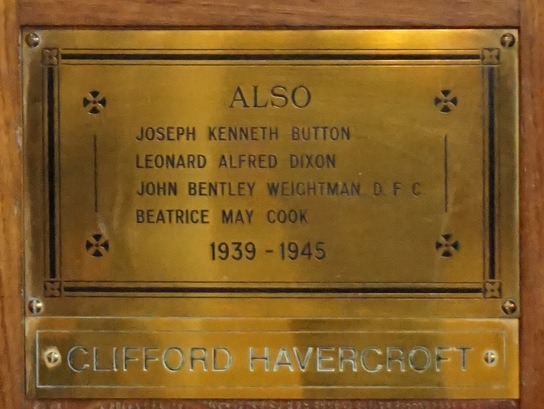 ALSO
JOSEPH KENNETH BUTTON
LEONARD ALFRED DIXON
JOHN BENTLEY WEIGHTMAN D.F.C.
BEATRICE MAY COOK
1939 - 1945
CLIFFORD HAVERCROFT